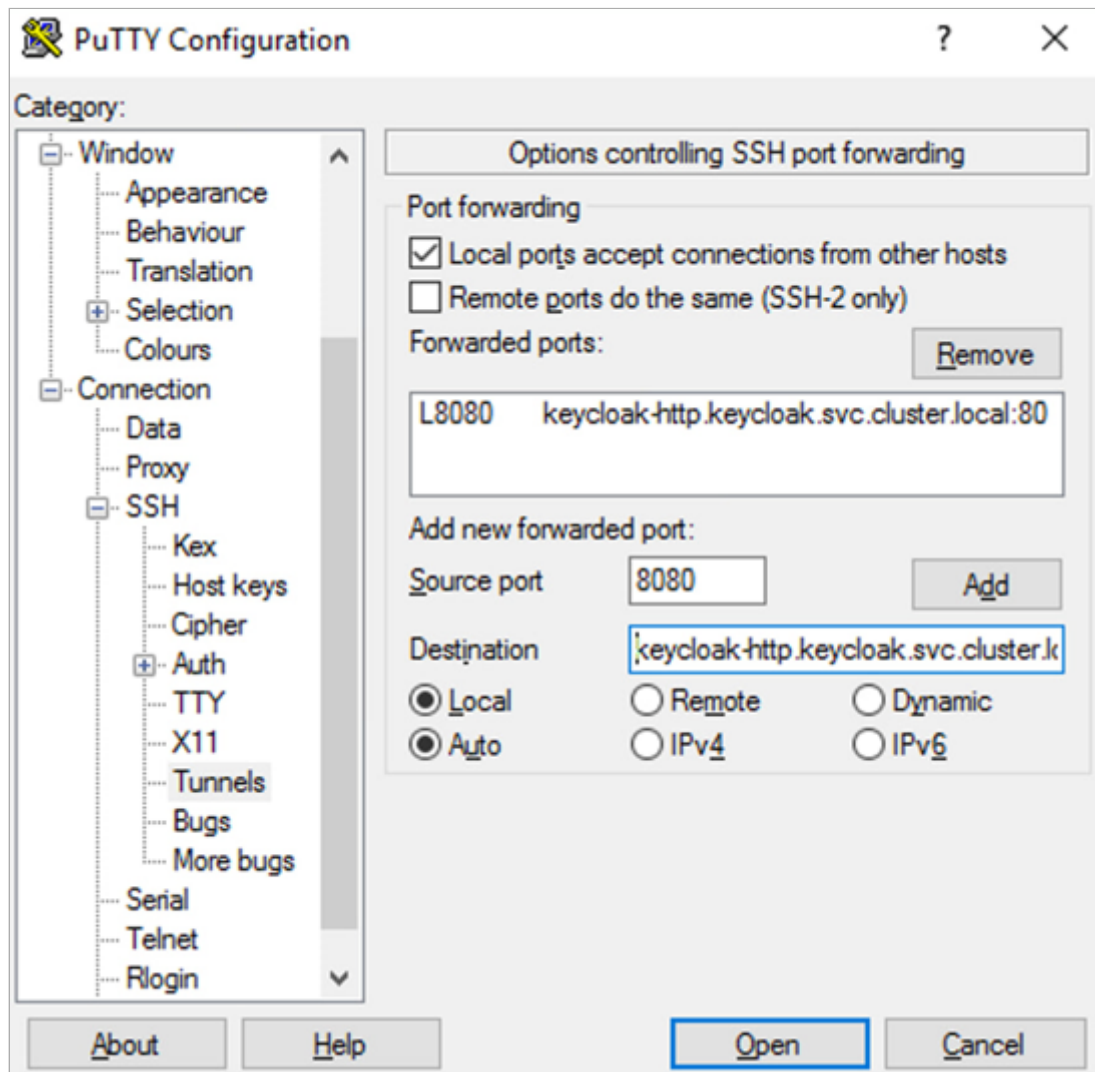 PuTTY Configuration
?
Category:
Window
Appearance
Behaviour
Translation
Selection
Colours
Connection
Data
Proxy
SSH
Kex
Host keys
Cipher
Auth
TTY
X11
Tunnels
Bugs
More bugs
Serial
Telnet
Rlogin
Options controlling SSH port forwarding
Port forwarding
Local ports accept connections from other hosts
Remote ports do the same (SSH-2 only)
Forwarded ports:
Remove
L8080 keycloak-http.keycloak.svc.cluster.local:80
Add new forwarded port:
Source port 8080 Add
Destination keycloak-http.keycloak.svc.cluster.lo
Local Remote Dynamic
Auto IPv4 IPv6
About Help Open Cancel